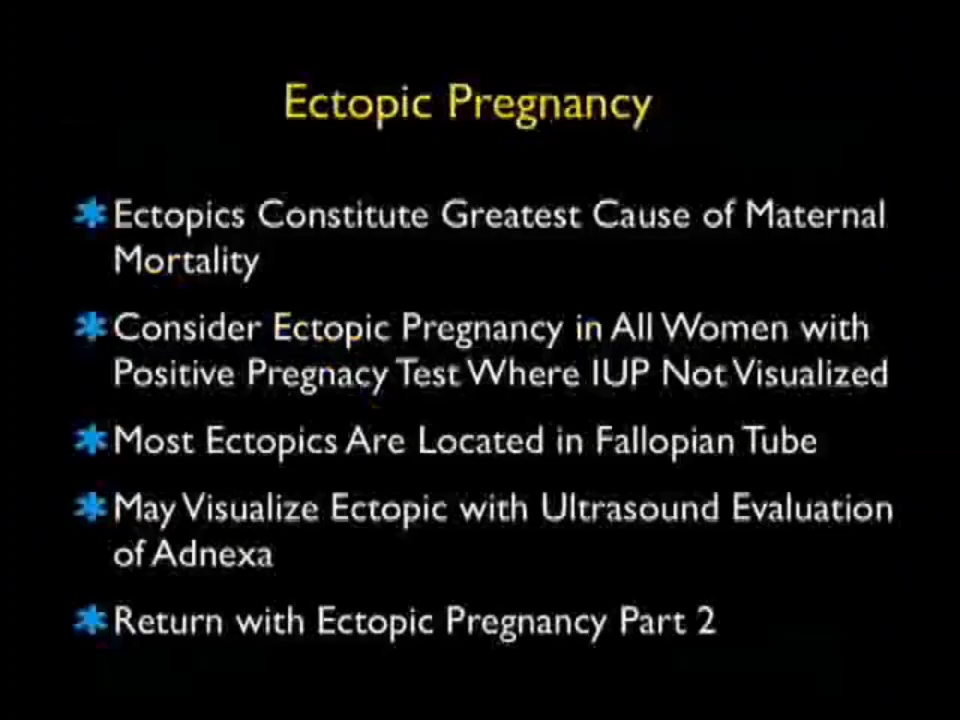 Ectopic Pregnancy
Ectopics Constitute Greatest Cause of Maternal
Mortality
Consider Ectopic Pregnancy in All Women with
Positive Pregnacy Test Where IUP Not Visualized
Most Ectopics Are Located in Fallopian Tube
May Visualize Ectopic with Ultrasound Evaluation
of Adnexa
Return with Ectopic Pregnancy Part 2